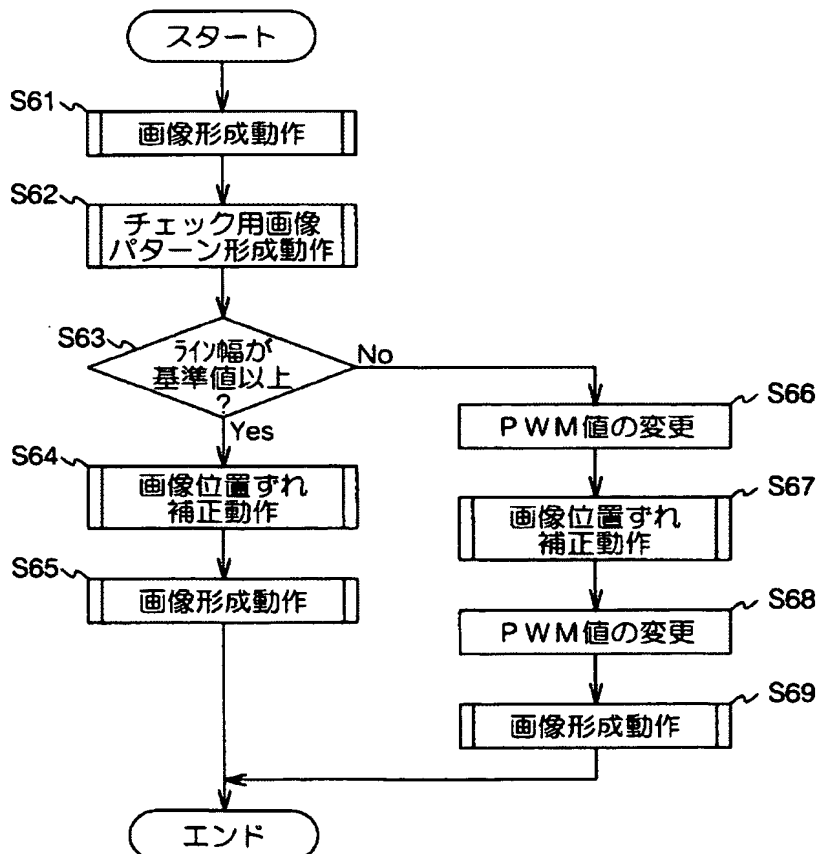 スタート
S61
画像形成動作
S62
チェック用画像
パターン形成動作
S63
ライン幅が
基準値以上
?
No
Yes
S64
画像位置ずれ
補正動作
S65
画像形成動作
S66
PWM値の変更
S67
画像位置ずれ
補正動作
S68
PWM値の変更
S69
画像形成動作
エンド